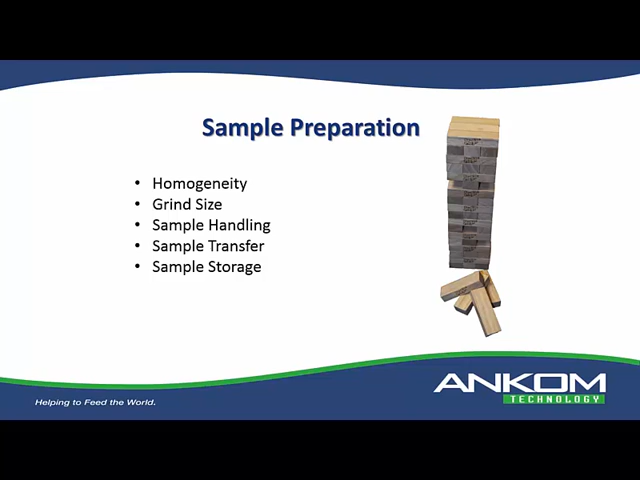 Sample Preparation
• Homogeneity
• Grind Size
• Sample Handling
• Sample Transfer
• Sample Storage
ANKOM
TECHNOLOGY
Helping to Feed the World.